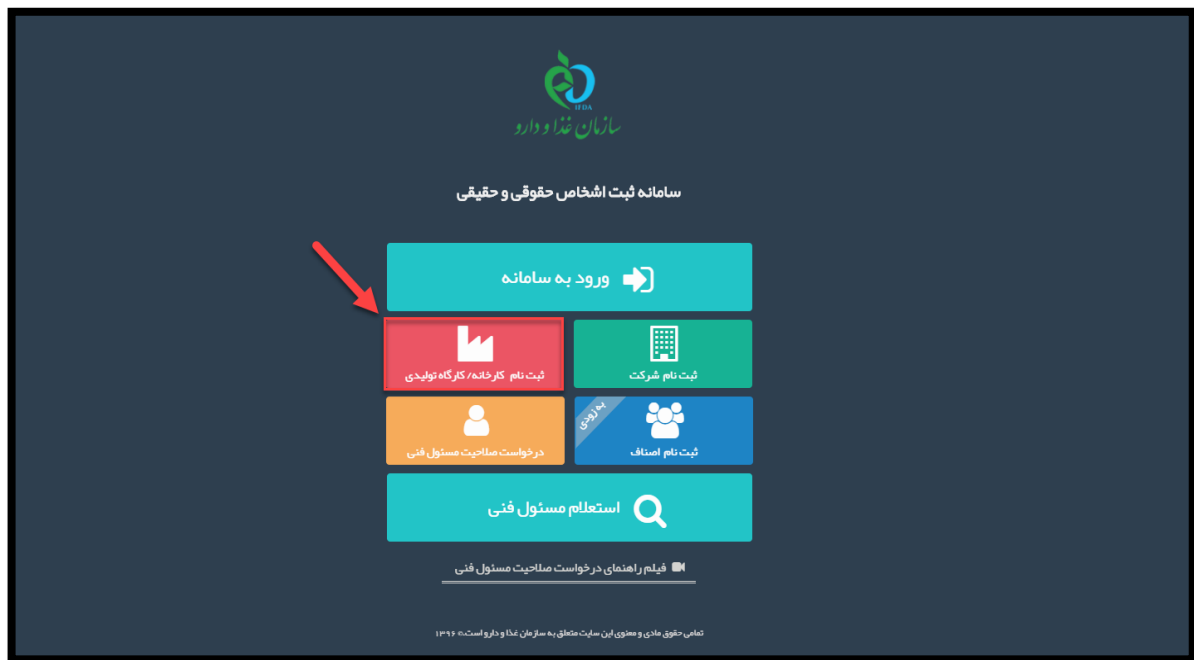 IFDA
سازمان غذا و دارو
سامانه ثبت اشخاص حقوقی و حقیقی
ورود به سامانه
ثبت نام شرکت
ثبت نام کارخانه/ کارگاه تولیدی
به زودی
ثبت نام اصناف
درخواست صلاحیت مسئول فنی
استعلام مسئول فنی
فیلم راهنمای درخواست صلاحیت مسئول فنی
تمامی حقوق مادی و معنوی این سایت متعلق به سازمان غذا و دارو است.© ۱۳۹۶